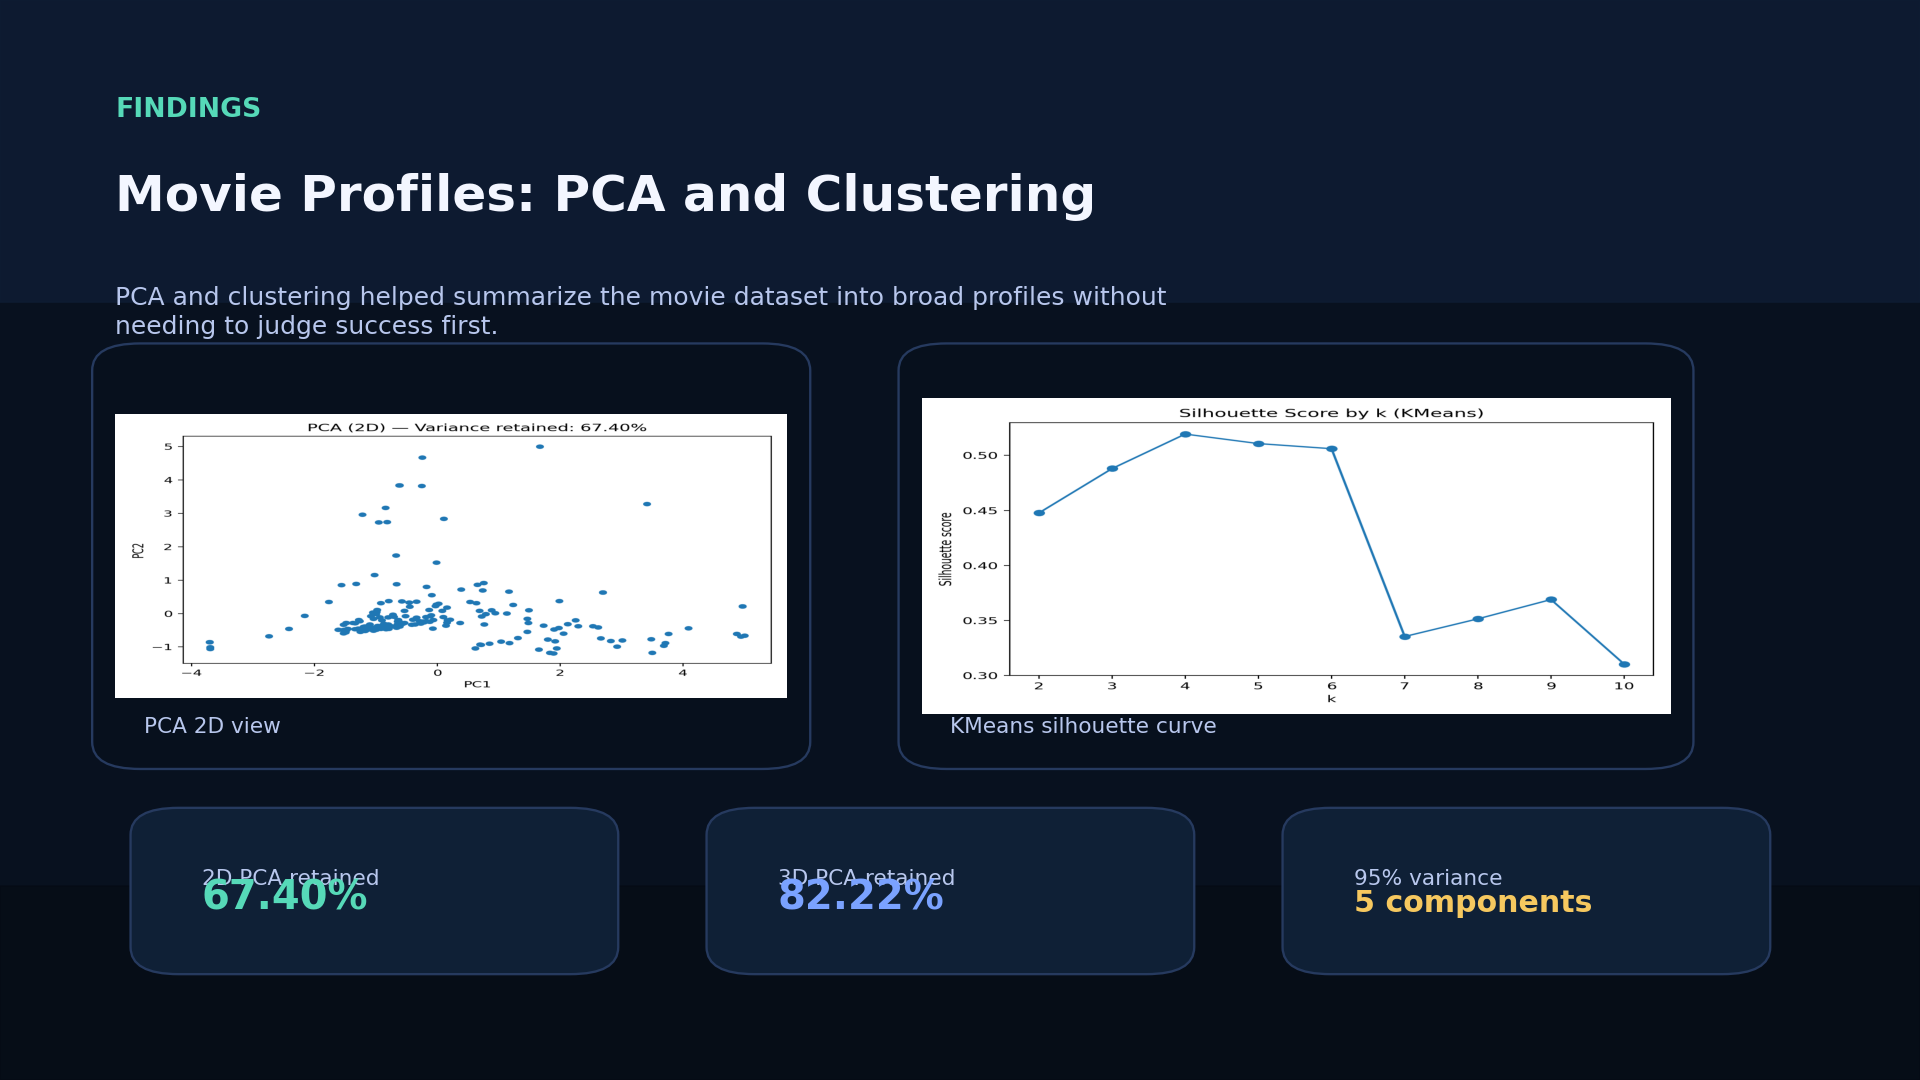 FINDINGS
Movie Profiles: PCA and Clustering
PCA and clustering helped summarize the movie dataset into broad profiles without
needing to judge success first.
PCA (2D) — Variance retained: 67.40%
5
4
3
2
1
0
−1
PC2
−4 −2 0 2 4
PC1
PCA 2D view
Silhouette Score by k (KMeans)
0.50
0.45
0.40
0.35
0.30
Silhouette score
2 3 4 5 6 7 8 9 10
k
KMeans silhouette curve
2D PCA retained
67.40%
3D PCA retained
82.22%
95% variance
5 components